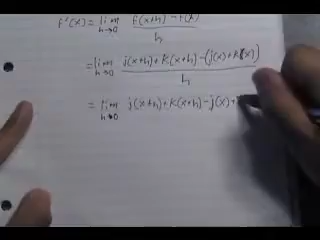 f'(x) = lim h→0 f(x+h) - f(x) / h
= lim h→0 j(x+h) + K(x+h) - (j(x) + K(x)) / h
= lim h→0 j(x+h) + K(x+h) - j(x) +